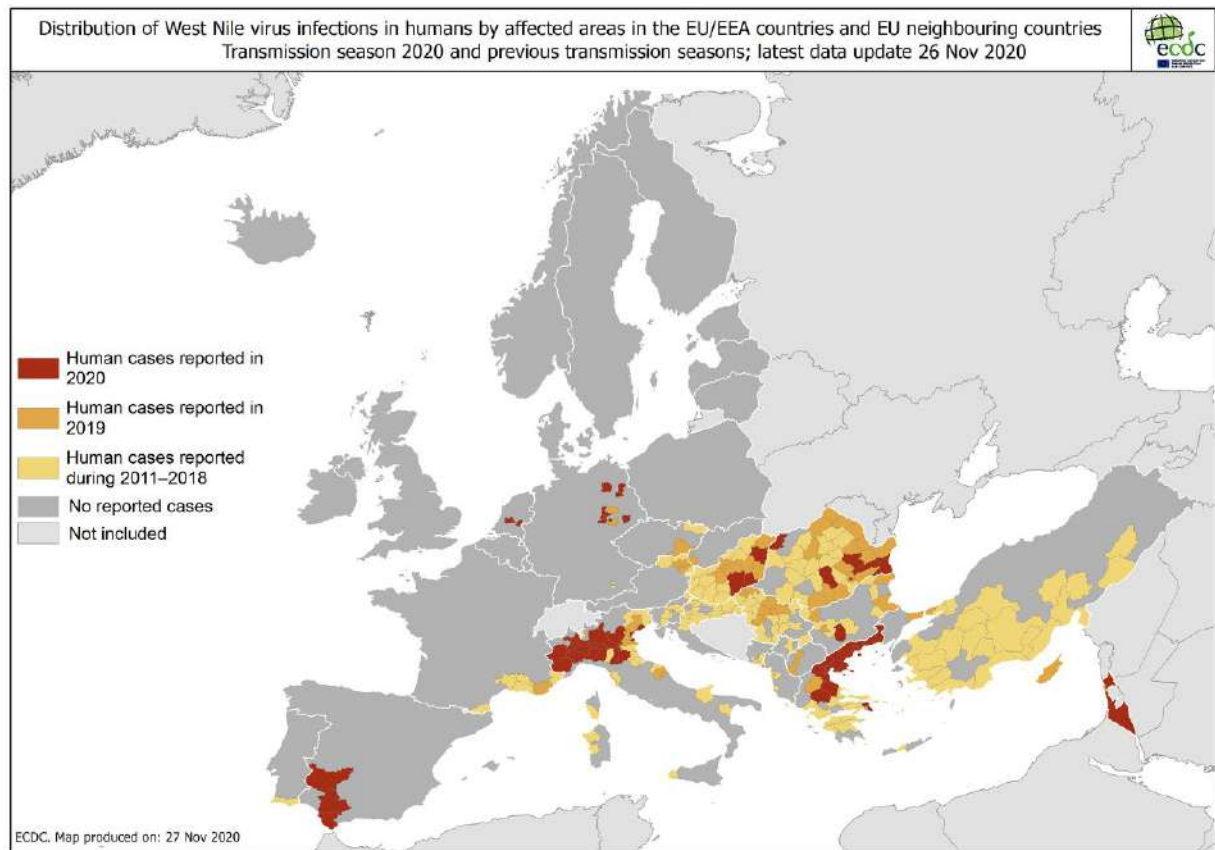 Distribution of West Nile virus infections in humans by affected areas in the EU/EEA countries and EU neighbouring countries
Transmission season 2020 and previous transmission seasons; latest data update 26 Nov 2020
ecdc
Human cases reported in
2020
Human cases reported in
2019
Human cases reported
during 2011–2018
No reported cases
Not included
ECDC. Map produced on: 27 Nov 2020